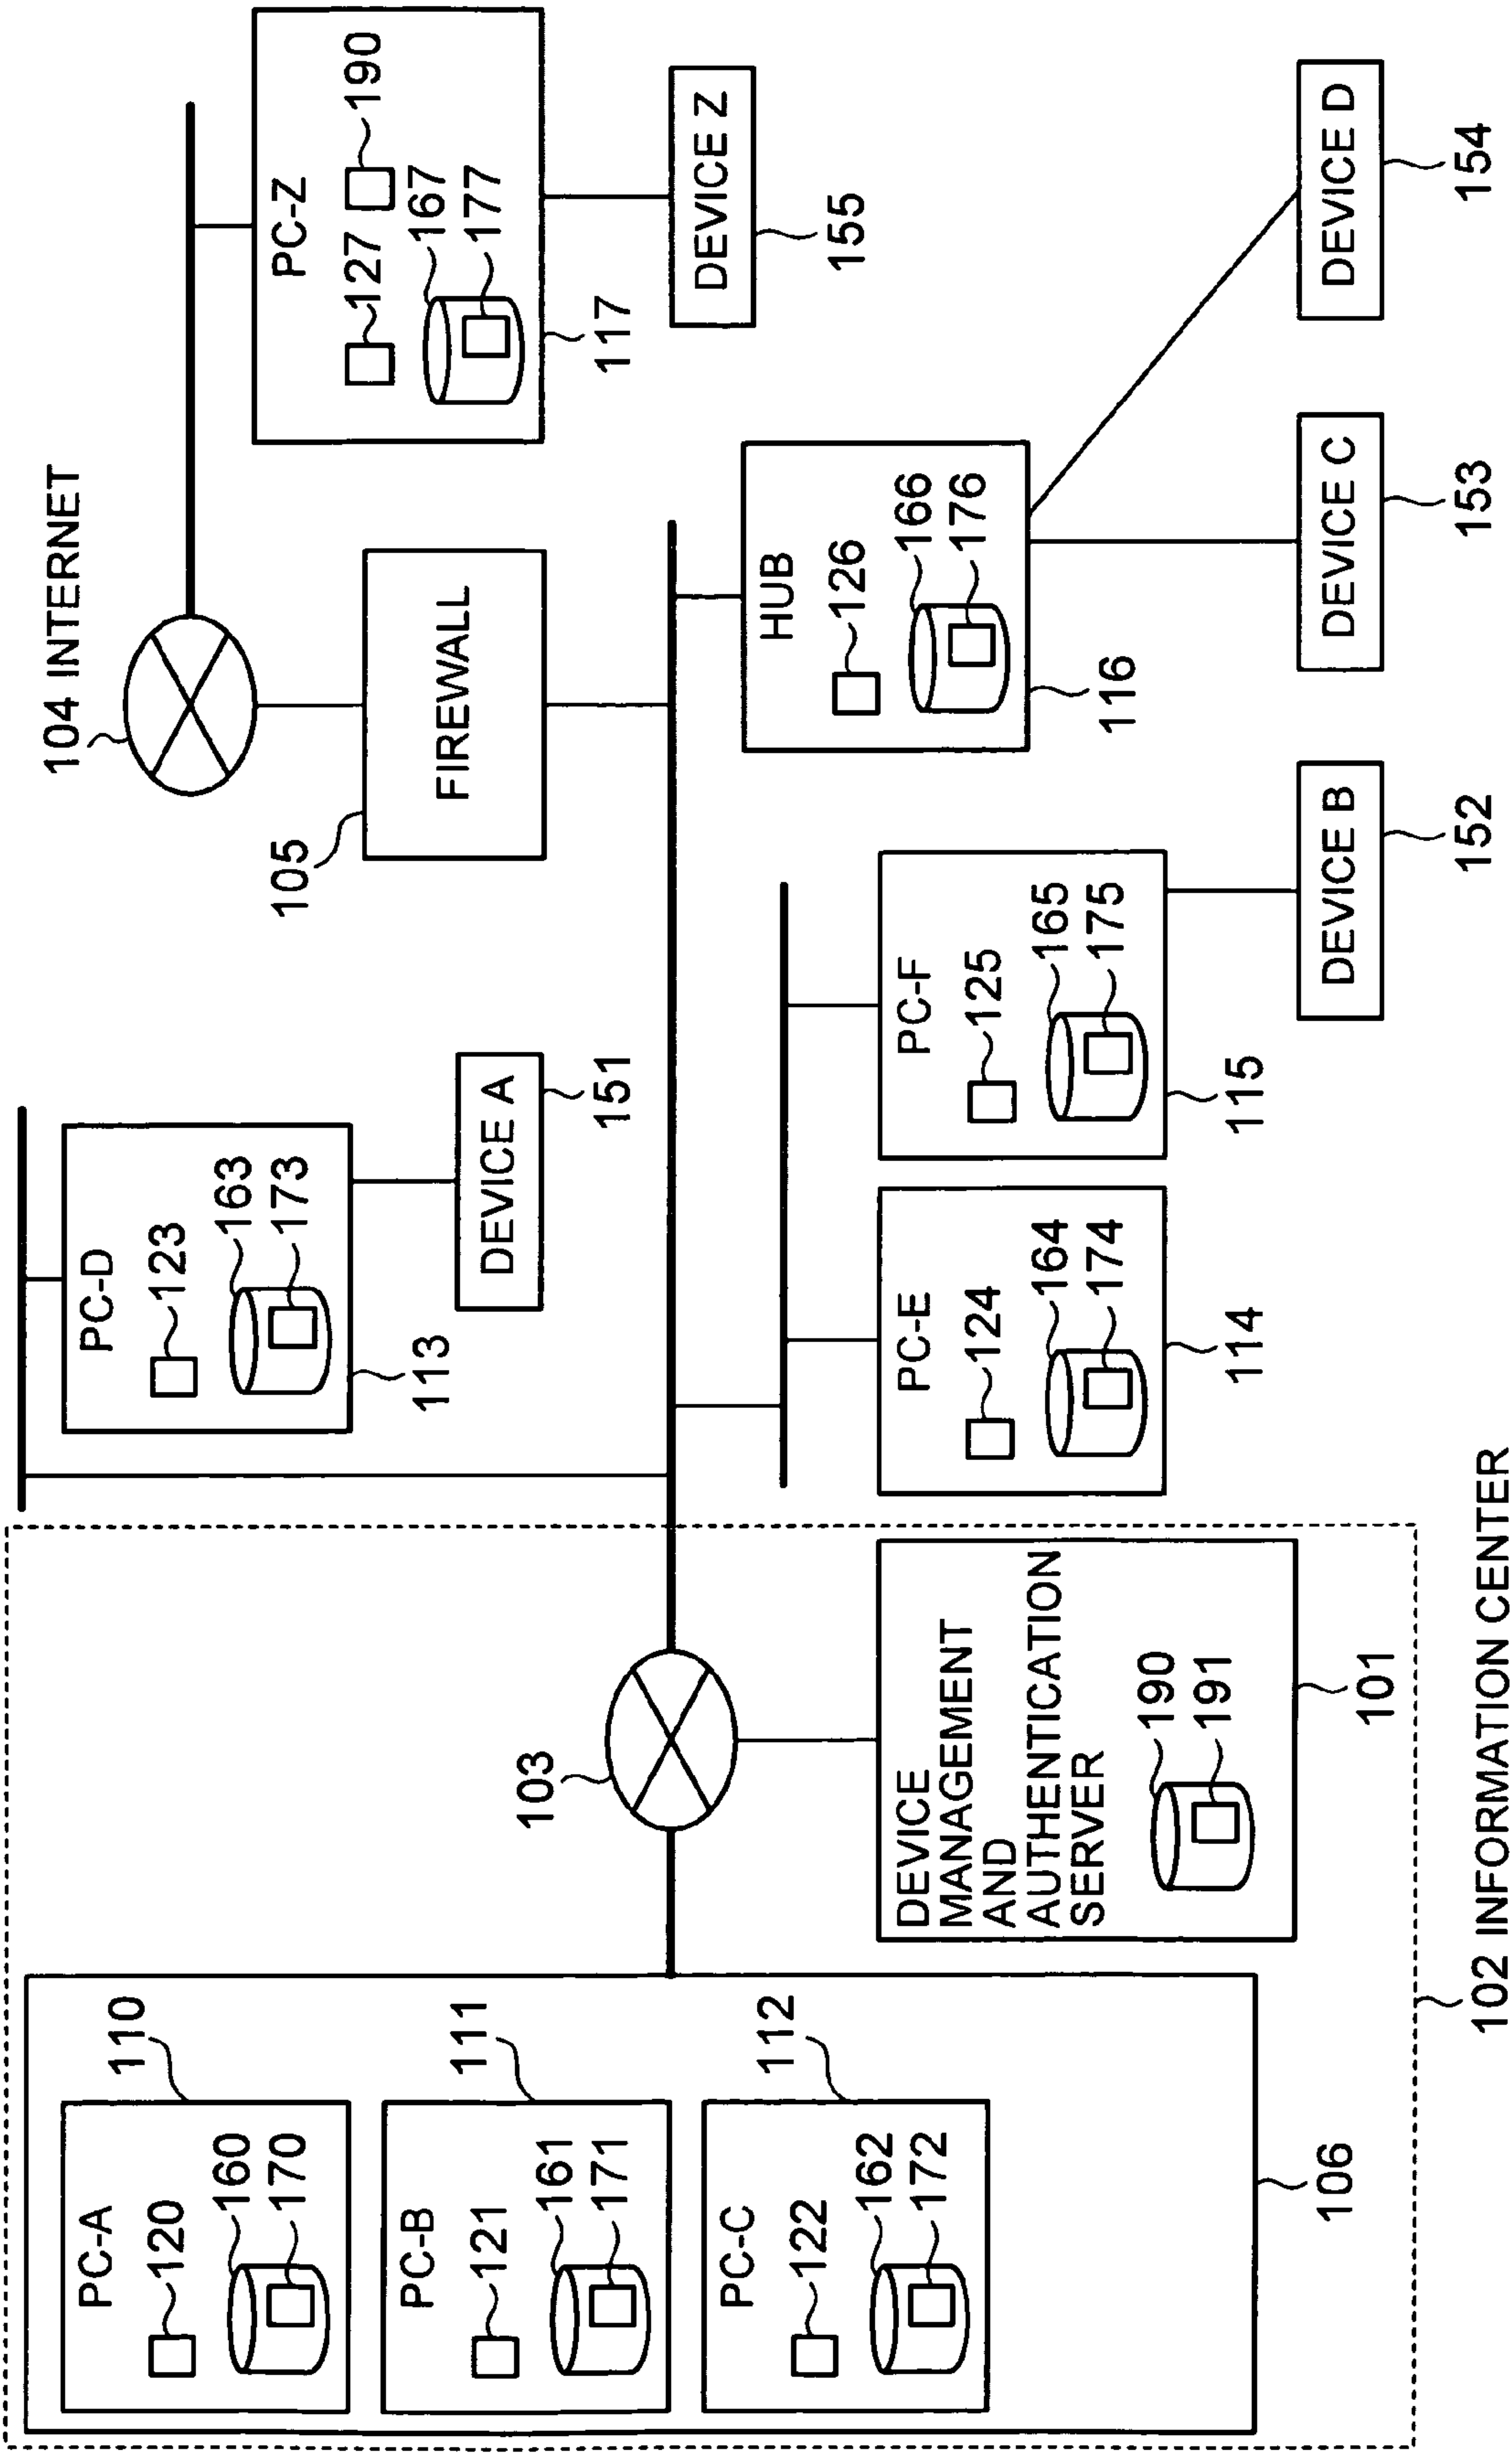 104 INTERNET
PC-Z
127
190
167
177
117
DEVICE Z
155
105
FIREWALL
PC-D
123
163
173
113
DEVICE A
151
HUB
126
166
176
116
PC-E
124
164
174
114
PC-F
125
165
175
115
DEVICE B
152
DEVICE C
153
DEVICE D
154
103
DEVICE
MANAGEMENT
AND
AUTHENTICATION
SERVER
190
191
101
110
PC-A
120
160
170
111
PC-B
121
161
171
112
PC-C
122
162
172
106
102 INFORMATION CENTER